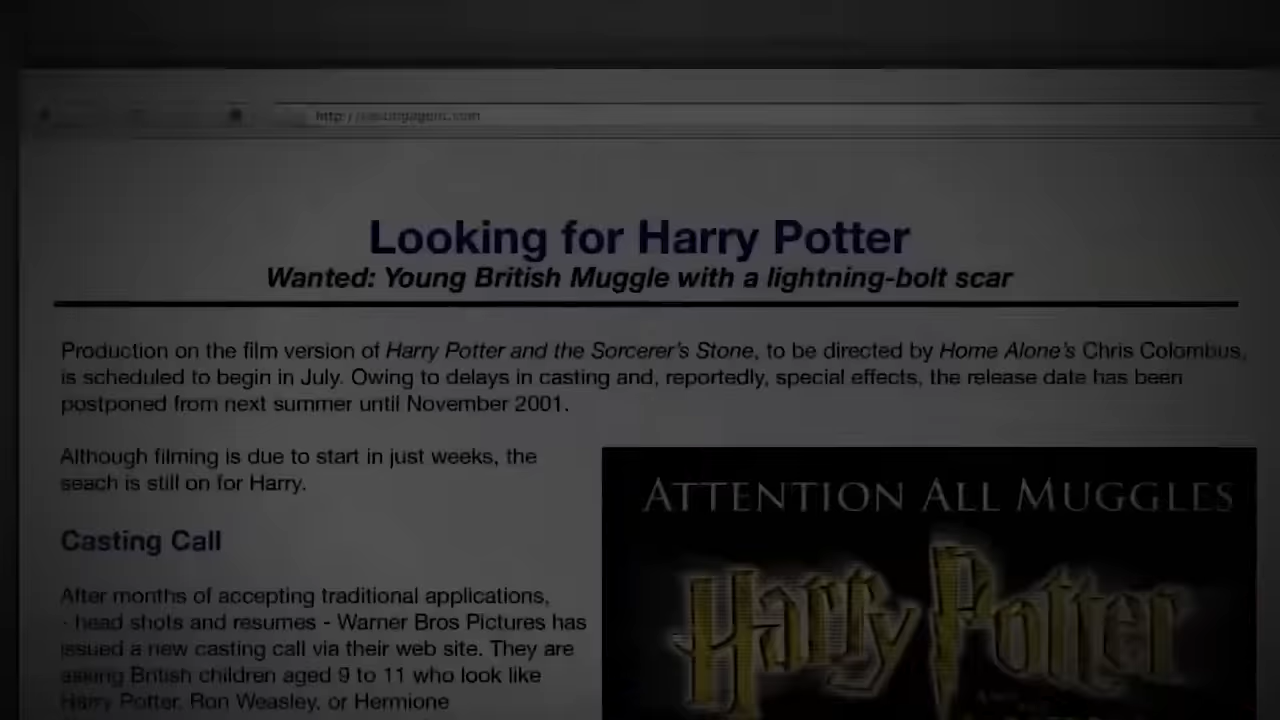 Looking for Harry Potter
Wanted: Young British Muggle with a lightning-bolt scar
Production on the film version of Harry Potter and the Sorcerer's Stone, to be directed by Home Alone's Chris Colombus,
is scheduled to begin in July. Owing to delays in casting and, reportedly, special effects, the release date has been
postponed from next summer until November 2001.
Although filming is due to start in just weeks, the
seach is still on for Harry.
Casting Call
After months of accepting traditional applications,
- head shots and resumes - Warner Bros Pictures has
issued a new casting call via their web site. They are
asking British children aged 9 to 11 who look like
Harry Potter, Ron Weasley, or Hermione
ATTENTION ALL MUGGLES
Harry Potter